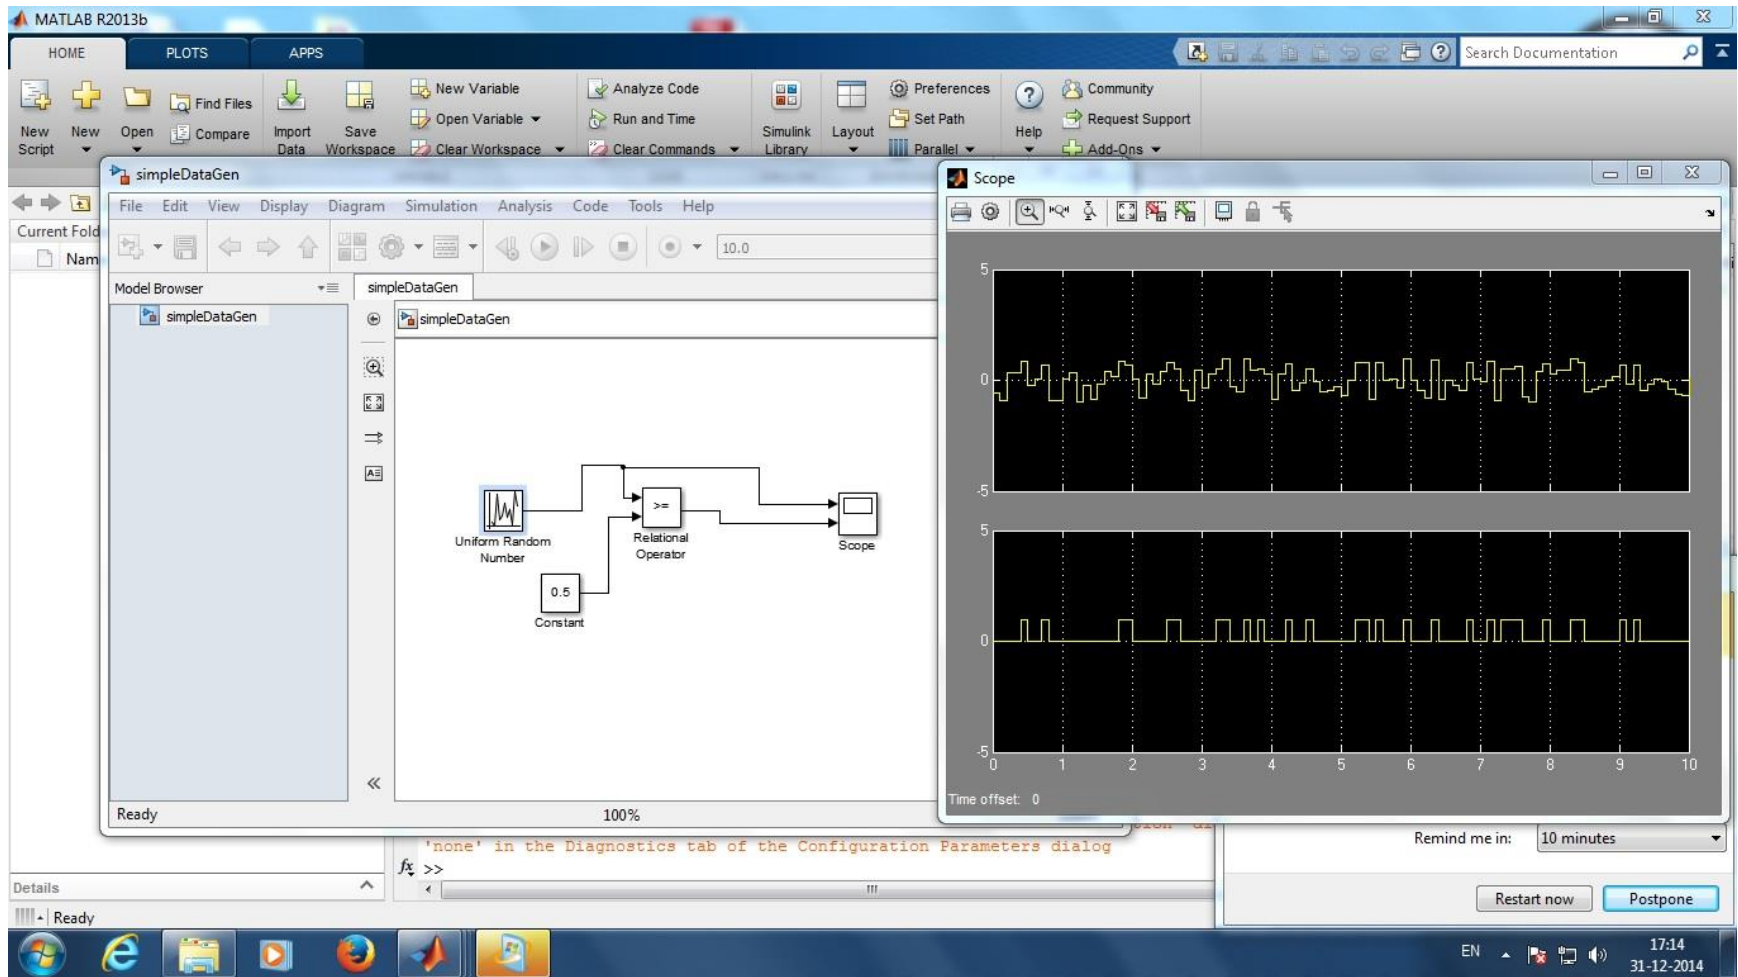 MATLAB R2013b
HOME PLOTS APPS
Search Documentation
New Script
New
Open
Find Files
Compare
Import Data
Save Workspace
New Variable
Open Variable
Clear Workspace
Analyze Code
Run and Time
Clear Commands
Simulink Library
Layout
Preferences
Set Path
Parallel
Help
Community
Request Support
Add-Ons
simpleDataGen
File Edit View Display Diagram Simulation Analysis Code Tools Help
10.0
Current Fold
Nam
Model Browser
simpleDataGen
simpleDataGen
simpleDataGen
Uniform Random
Number
>=
Relational
Operator
0.5
Constant
Scope
Ready 100%
Scope
5
0
-5
5
0
-5
0 1 2 3 4 5 6 7 8 9 10
Time offset: 0
'none' in the Diagnostics tab of the Configuration Parameters dialog
fx >>
Details
Ready
Remind me in: 10 minutes
Restart now Postpone
EN
17:14
31-12-2014